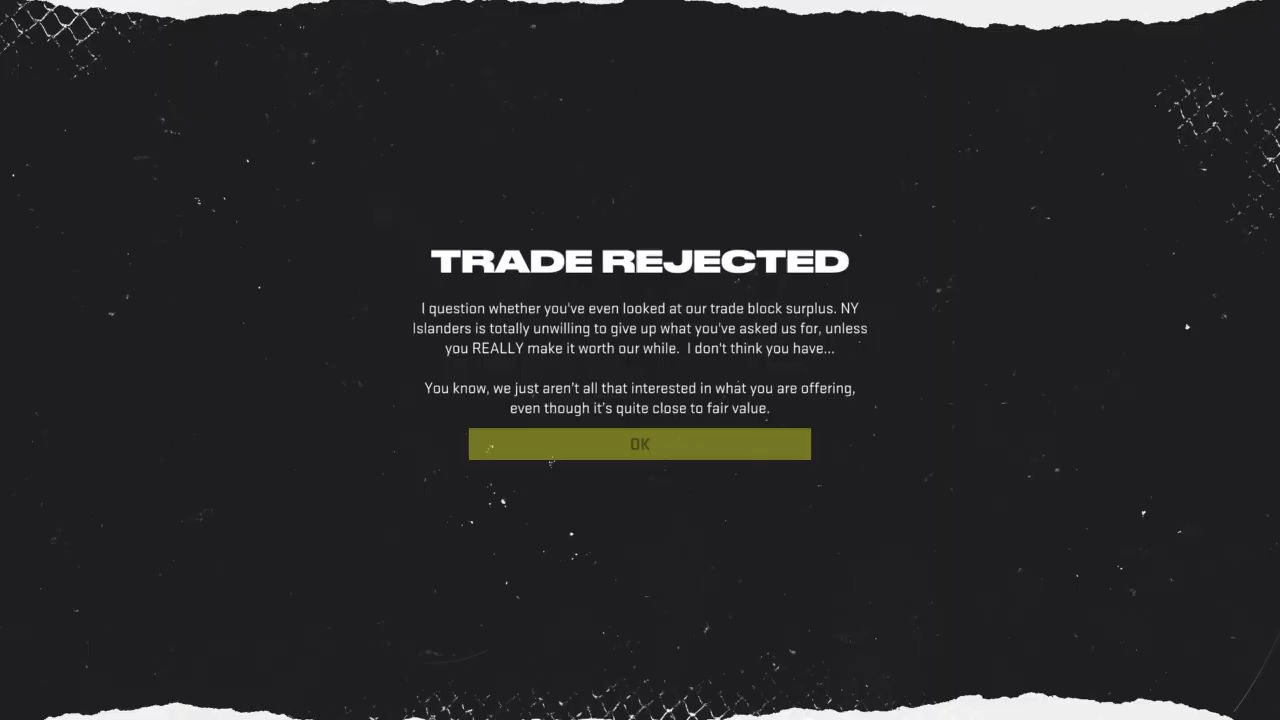 TRADE REJECTED
I question whether you've even looked at our trade block surplus. NY
Islanders is totally unwilling to give up what you've asked us for, unless
you REALLY make it worth our while.  I don't think you have...
You know, we just aren't all that interested in what you are offering,
even though it's quite close to fair value.
OK